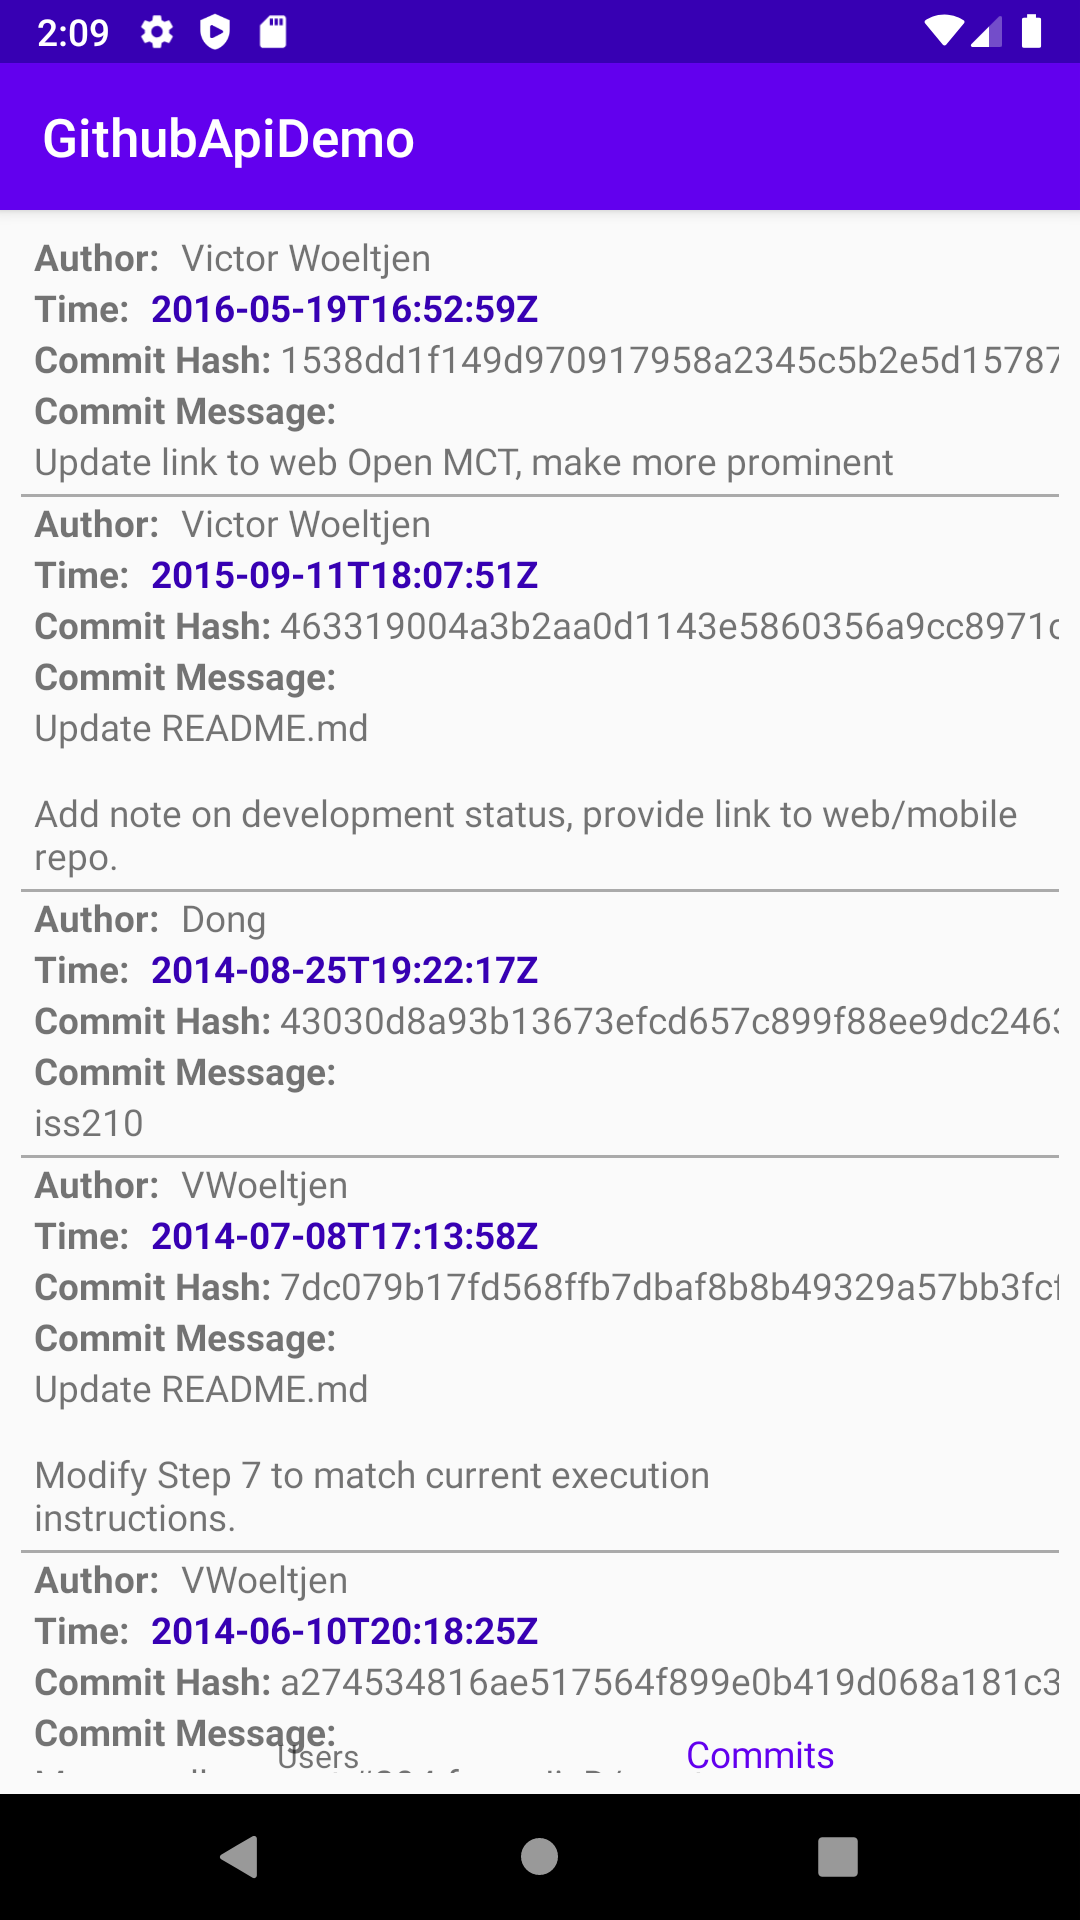 2:09
GithubApiDemo
Author: Victor Woeltjen
Time: 2016-05-19T16:52:59Z
Commit Hash: 1538dd1f149d970917958a2345c5b2e5d15787
Commit Message:
Update link to web Open MCT, make more prominent
Author: Victor Woeltjen
Time: 2015-09-11T18:07:51Z
Commit Hash: 463319004a3b2aa0d1143e5860356a9cc8971c
Commit Message:
Update README.md
Add note on development status, provide link to web/mobile
repo.
Author: Dong
Time: 2014-08-25T19:22:17Z
Commit Hash: 43030d8a93b13673efcd657c899f88ee9dc2463
Commit Message:
iss210
Author: VWoeltjen
Time: 2014-07-08T17:13:58Z
Commit Hash: 7dc079b17fd568ffb7dbaf8b8b49329a57bb3fcf
Commit Message:
Update README.md
Modify Step 7 to match current execution
instructions.
Author: VWoeltjen
Time: 2014-06-10T20:18:25Z
Commit Hash: a274534816ae517564f899e0b419d068a181c3
Commit Message:
Users
Commits